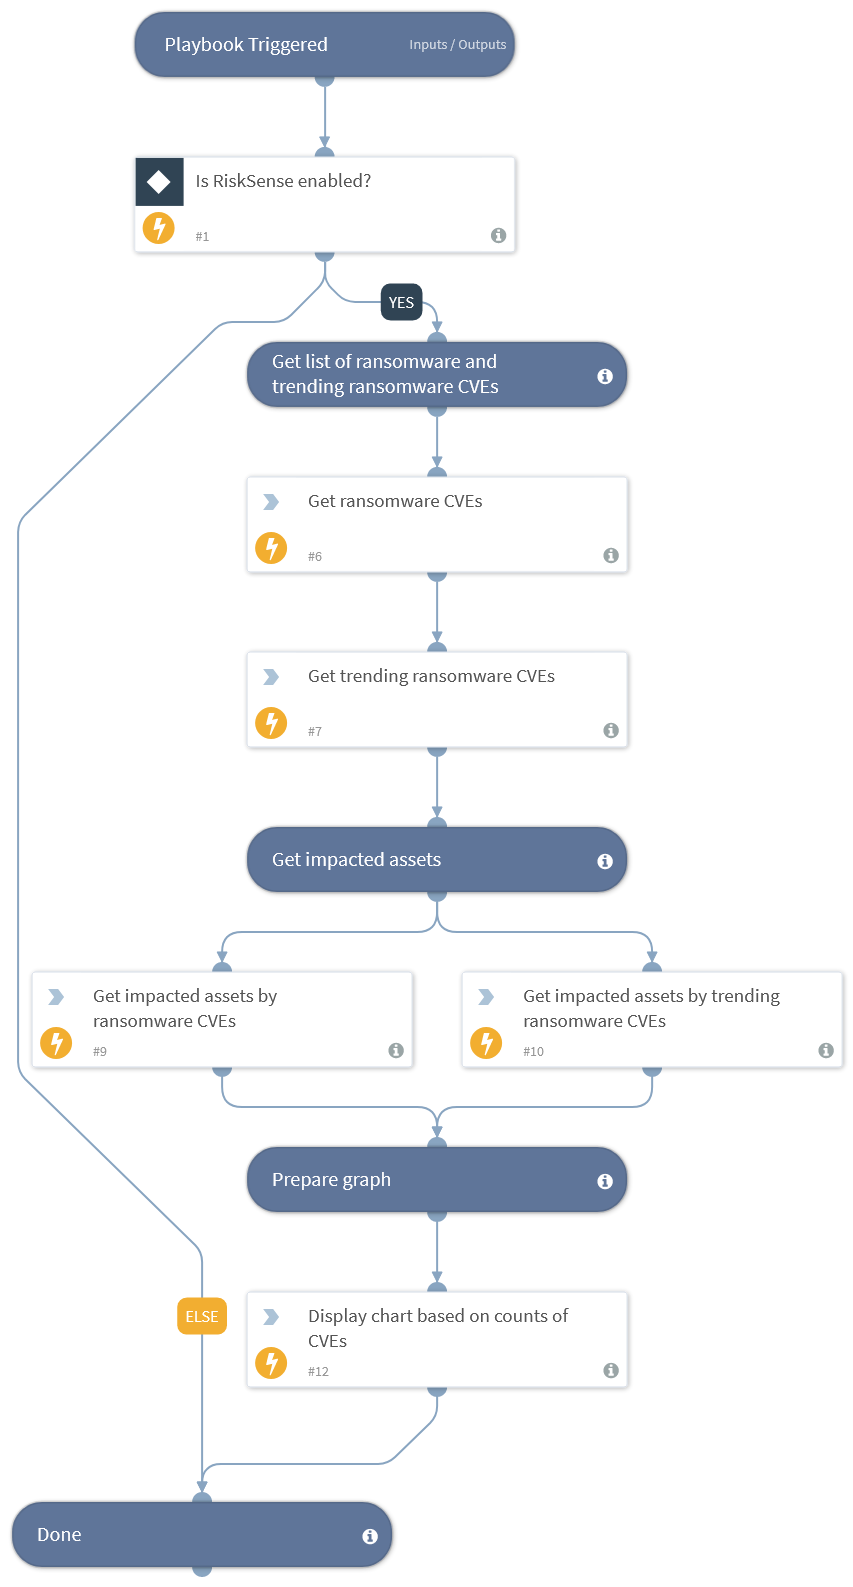 Playbook Triggered
Inputs / Outputs
Is RiskSense enabled?
#1
YES
Get list of ransomware and
trending ransomware CVEs
Get ransomware CVEs
#6
Get trending ransomware CVEs
#7
Get impacted assets
Get impacted assets by
ransomware CVEs
#9
Get impacted assets by trending
ransomware CVEs
#10
Prepare graph
ELSE
Display chart based on counts of
CVEs
#12
Done